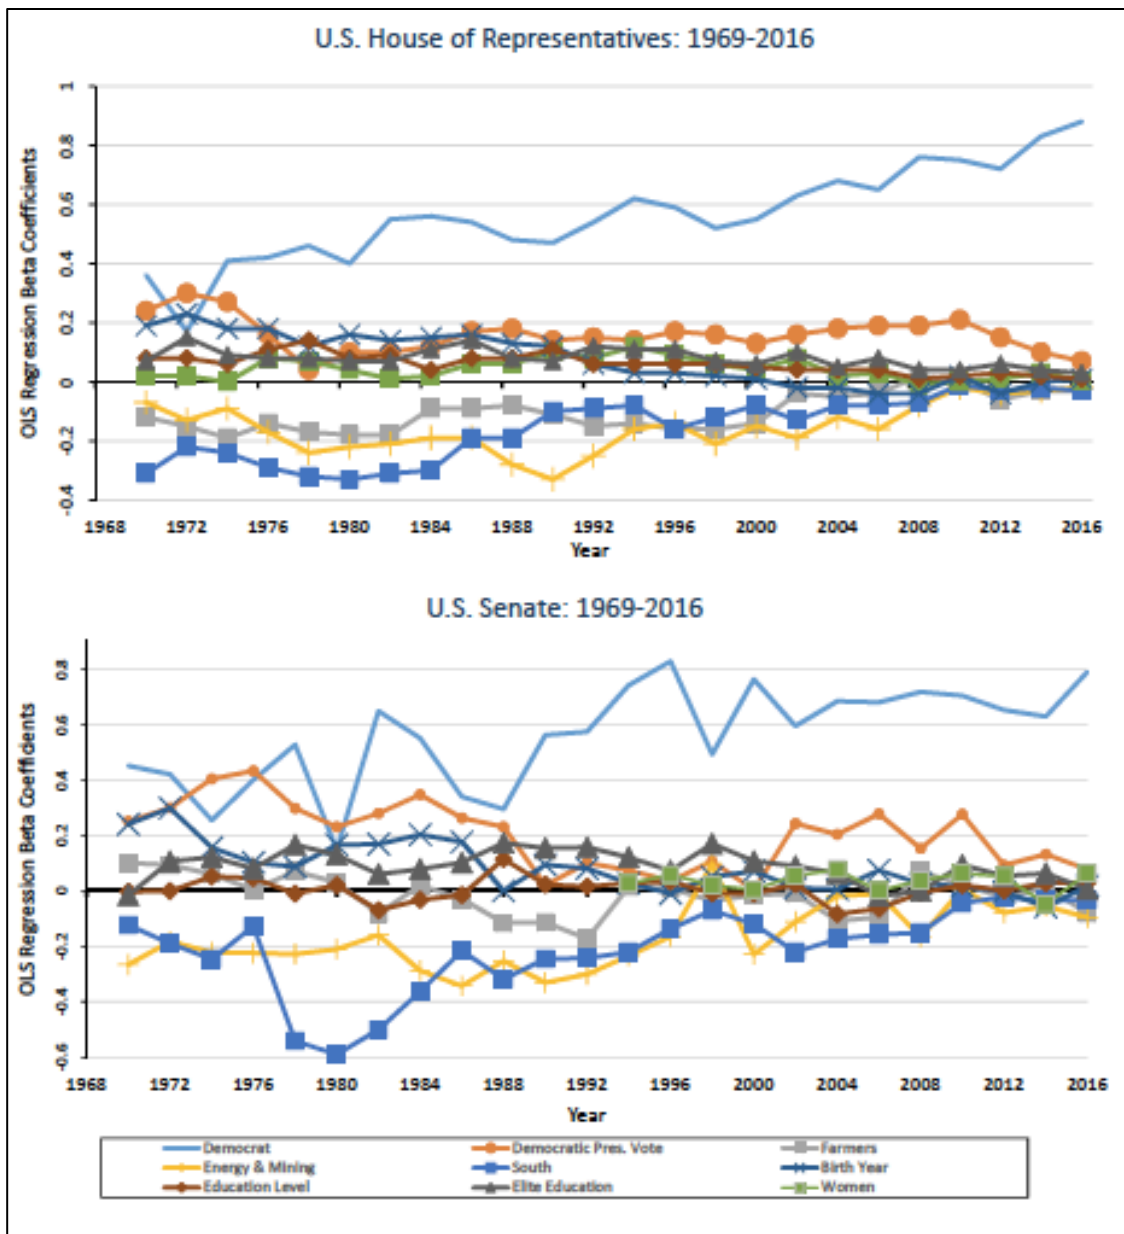 U.S. House of Representatives: 1969-2016
OLS Regression Beta Coefficients
1
0.8
0.6
0.4
0.2
0
-0.2
-0.4
1968 1972 1976 1980 1984 1988 1992 1996 2000 2004 2008 2012 2016
Year
U.S. Senate: 1969-2016
OLS Regression Beta Coefficients
0.8
0.6
0.4
0.2
0
-0.2
-0.4
-0.6
1968 1972 1976 1980 1984 1988 1992 1996 2000 2004 2008 2012 2016
Year
Democrat Democratic Pres. Vote Farmers
Energy & Mining South Birth Year
Education Level Elite Education Women